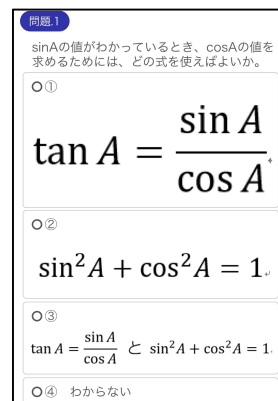 問題.1
sinAの値がわかっているとき、cosAの値を
求めるためには、どの式を使えばよいか。
①
tan A = sin A / cos A
②
sin²A + cos²A = 1
③
tan A = sin A / cos A と sin²A + cos²A = 1
④ わからない